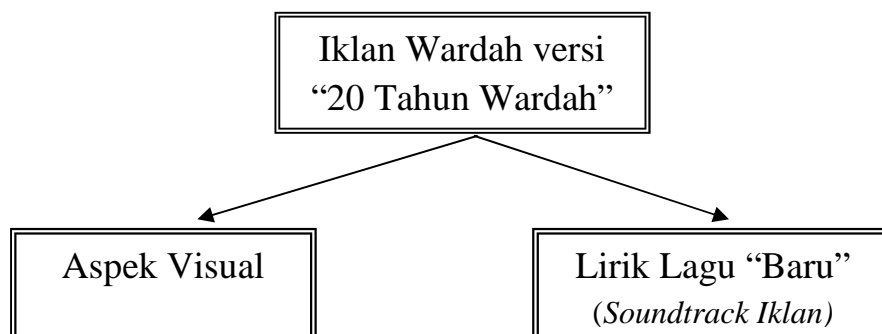 Iklan Wardah versi
“20 Tahun Wardah”
Aspek Visual
Lirik Lagu “Baru”
(Soundtrack Iklan)